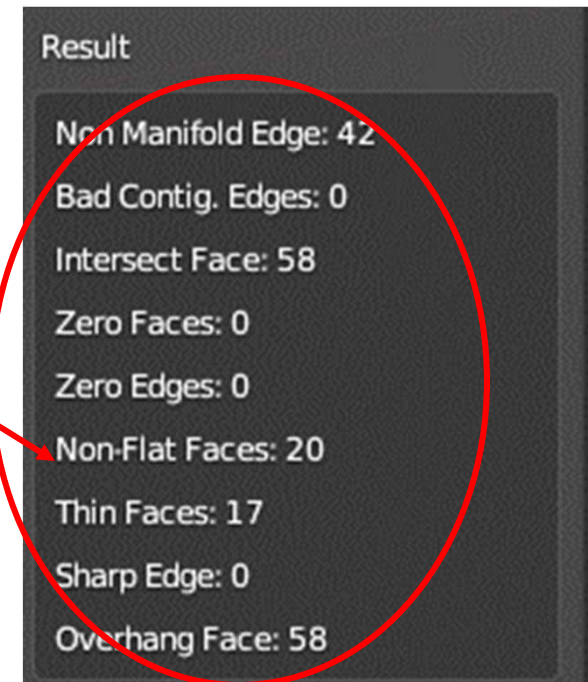 Result
Non Manifold Edge: 42
Bad Contig. Edges: 0
Intersect Face: 58
Zero Faces: 0
Zero Edges: 0
Non-Flat Faces: 20
Thin Faces: 17
Sharp Edge: 0
Overhang Face: 58